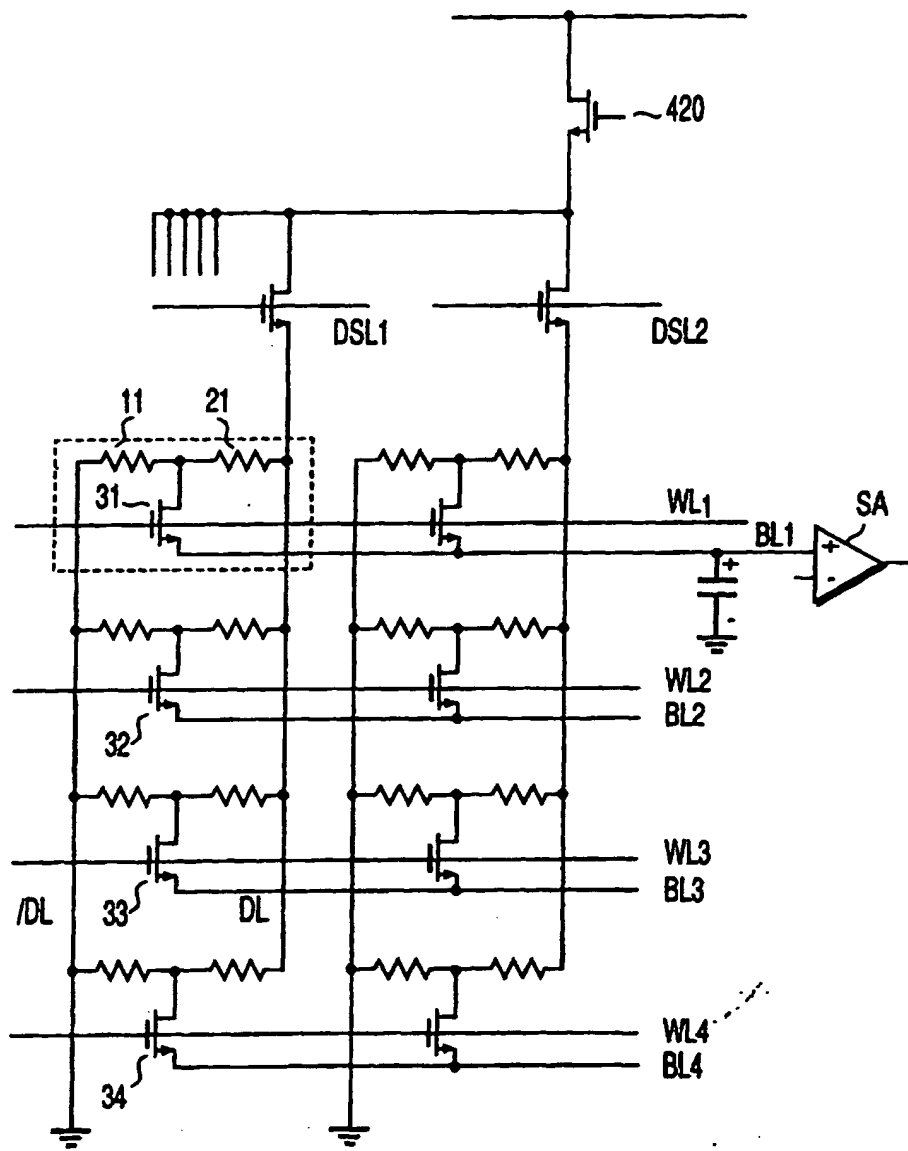 420
DSL1
DSL2
11
21
31
WL1
BL1
SA
+
-
+
-
WL2
BL2
32
WL3
BL3
/DL
33
DL
WL4
BL4
34